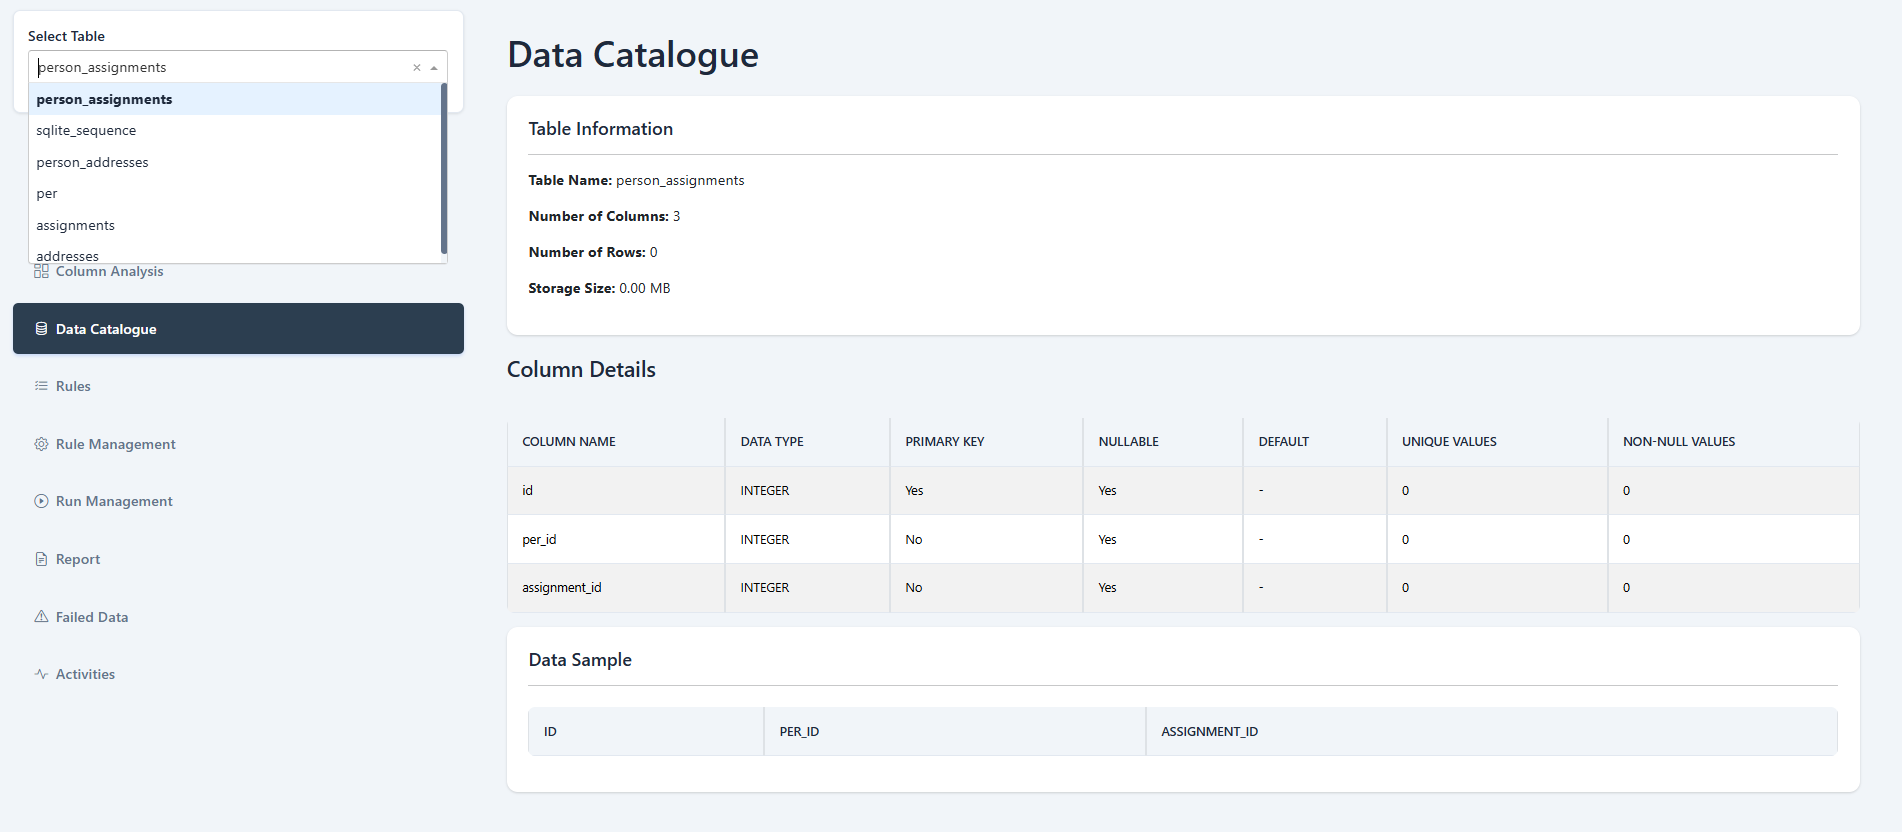 Select Table
person_assignments
person_assignments
sqlite_sequence
person_addresses
per
assignments
addresses
Column Analysis
Data Catalogue
Rules
Rule Management
Run Management
Report
Failed Data
Activities
Data Catalogue
Table Information
Table Name: person_assignments
Number of Columns: 3
Number of Rows: 0
Storage Size: 0.00 MB
Column Details
COLUMN NAME DATA TYPE PRIMARY KEY NULLABLE DEFAULT UNIQUE VALUES NON-NULL VALUES
id INTEGER Yes Yes - 0 0
per_id INTEGER No Yes - 0 0
assignment_id INTEGER No Yes - 0 0
Data Sample
ID PER_ID ASSIGNMENT_ID